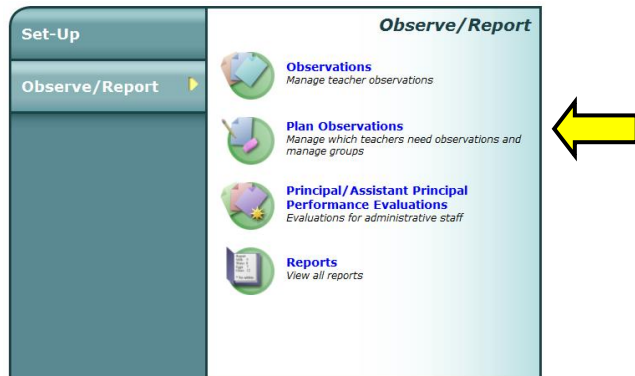 Set-Up
Observe/Report
Observe/Report
Observations
Manage teacher observations
Plan Observations
Manage which teachers need observations and
manage groups
Principal/Assistant Principal
Performance Evaluations
Evaluations for administrative staff
Reports
View all reports